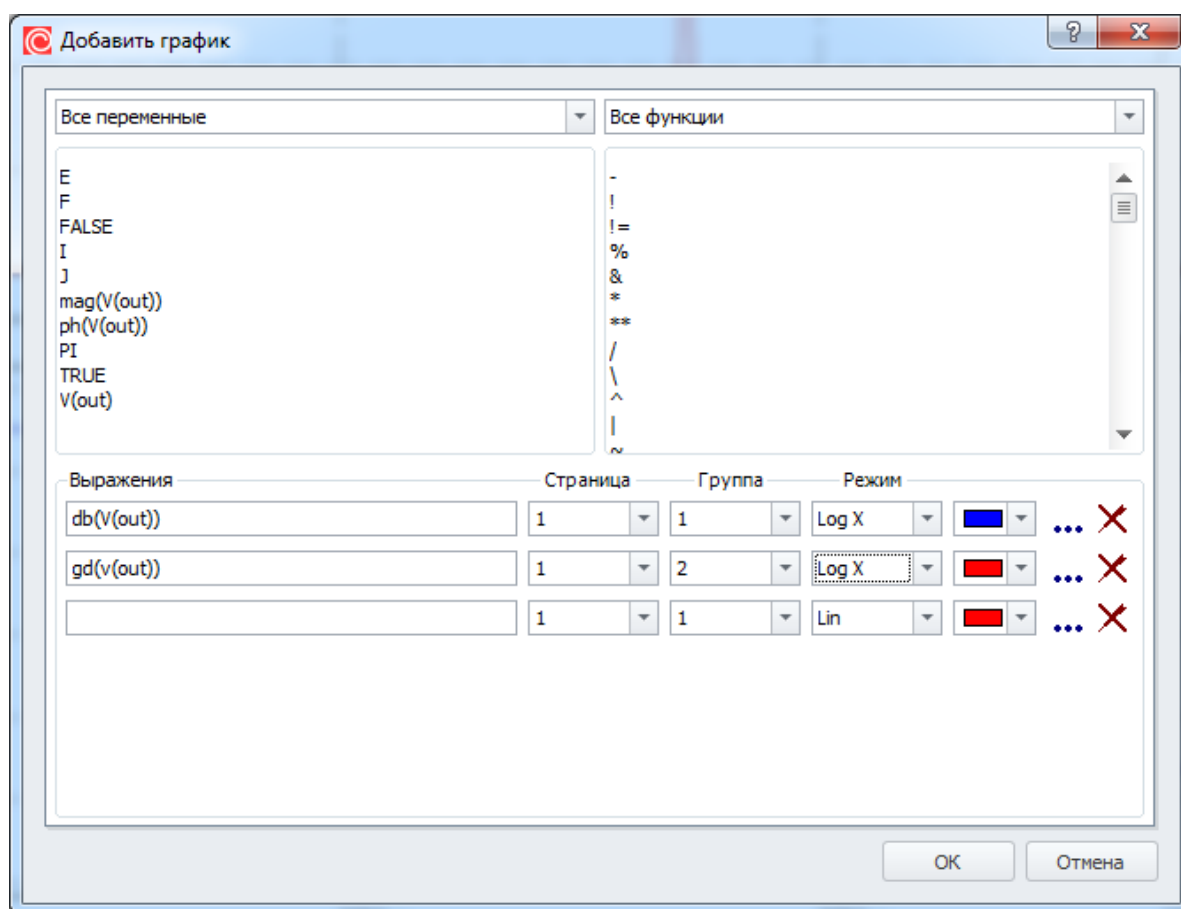 Добавить график
Все переменные
Все функции
E
F
FALSE
I
J
mag(V(out))
ph(V(out))
PI
TRUE
V(out)
-
!
!=
%
&
*
**
/
\
^
|
~
Выражения Страница Группа Режим
db(V(out)) 1 1 Log X
gd(v(out)) 1 2 Log X
1 1 Lin
OK Отмена